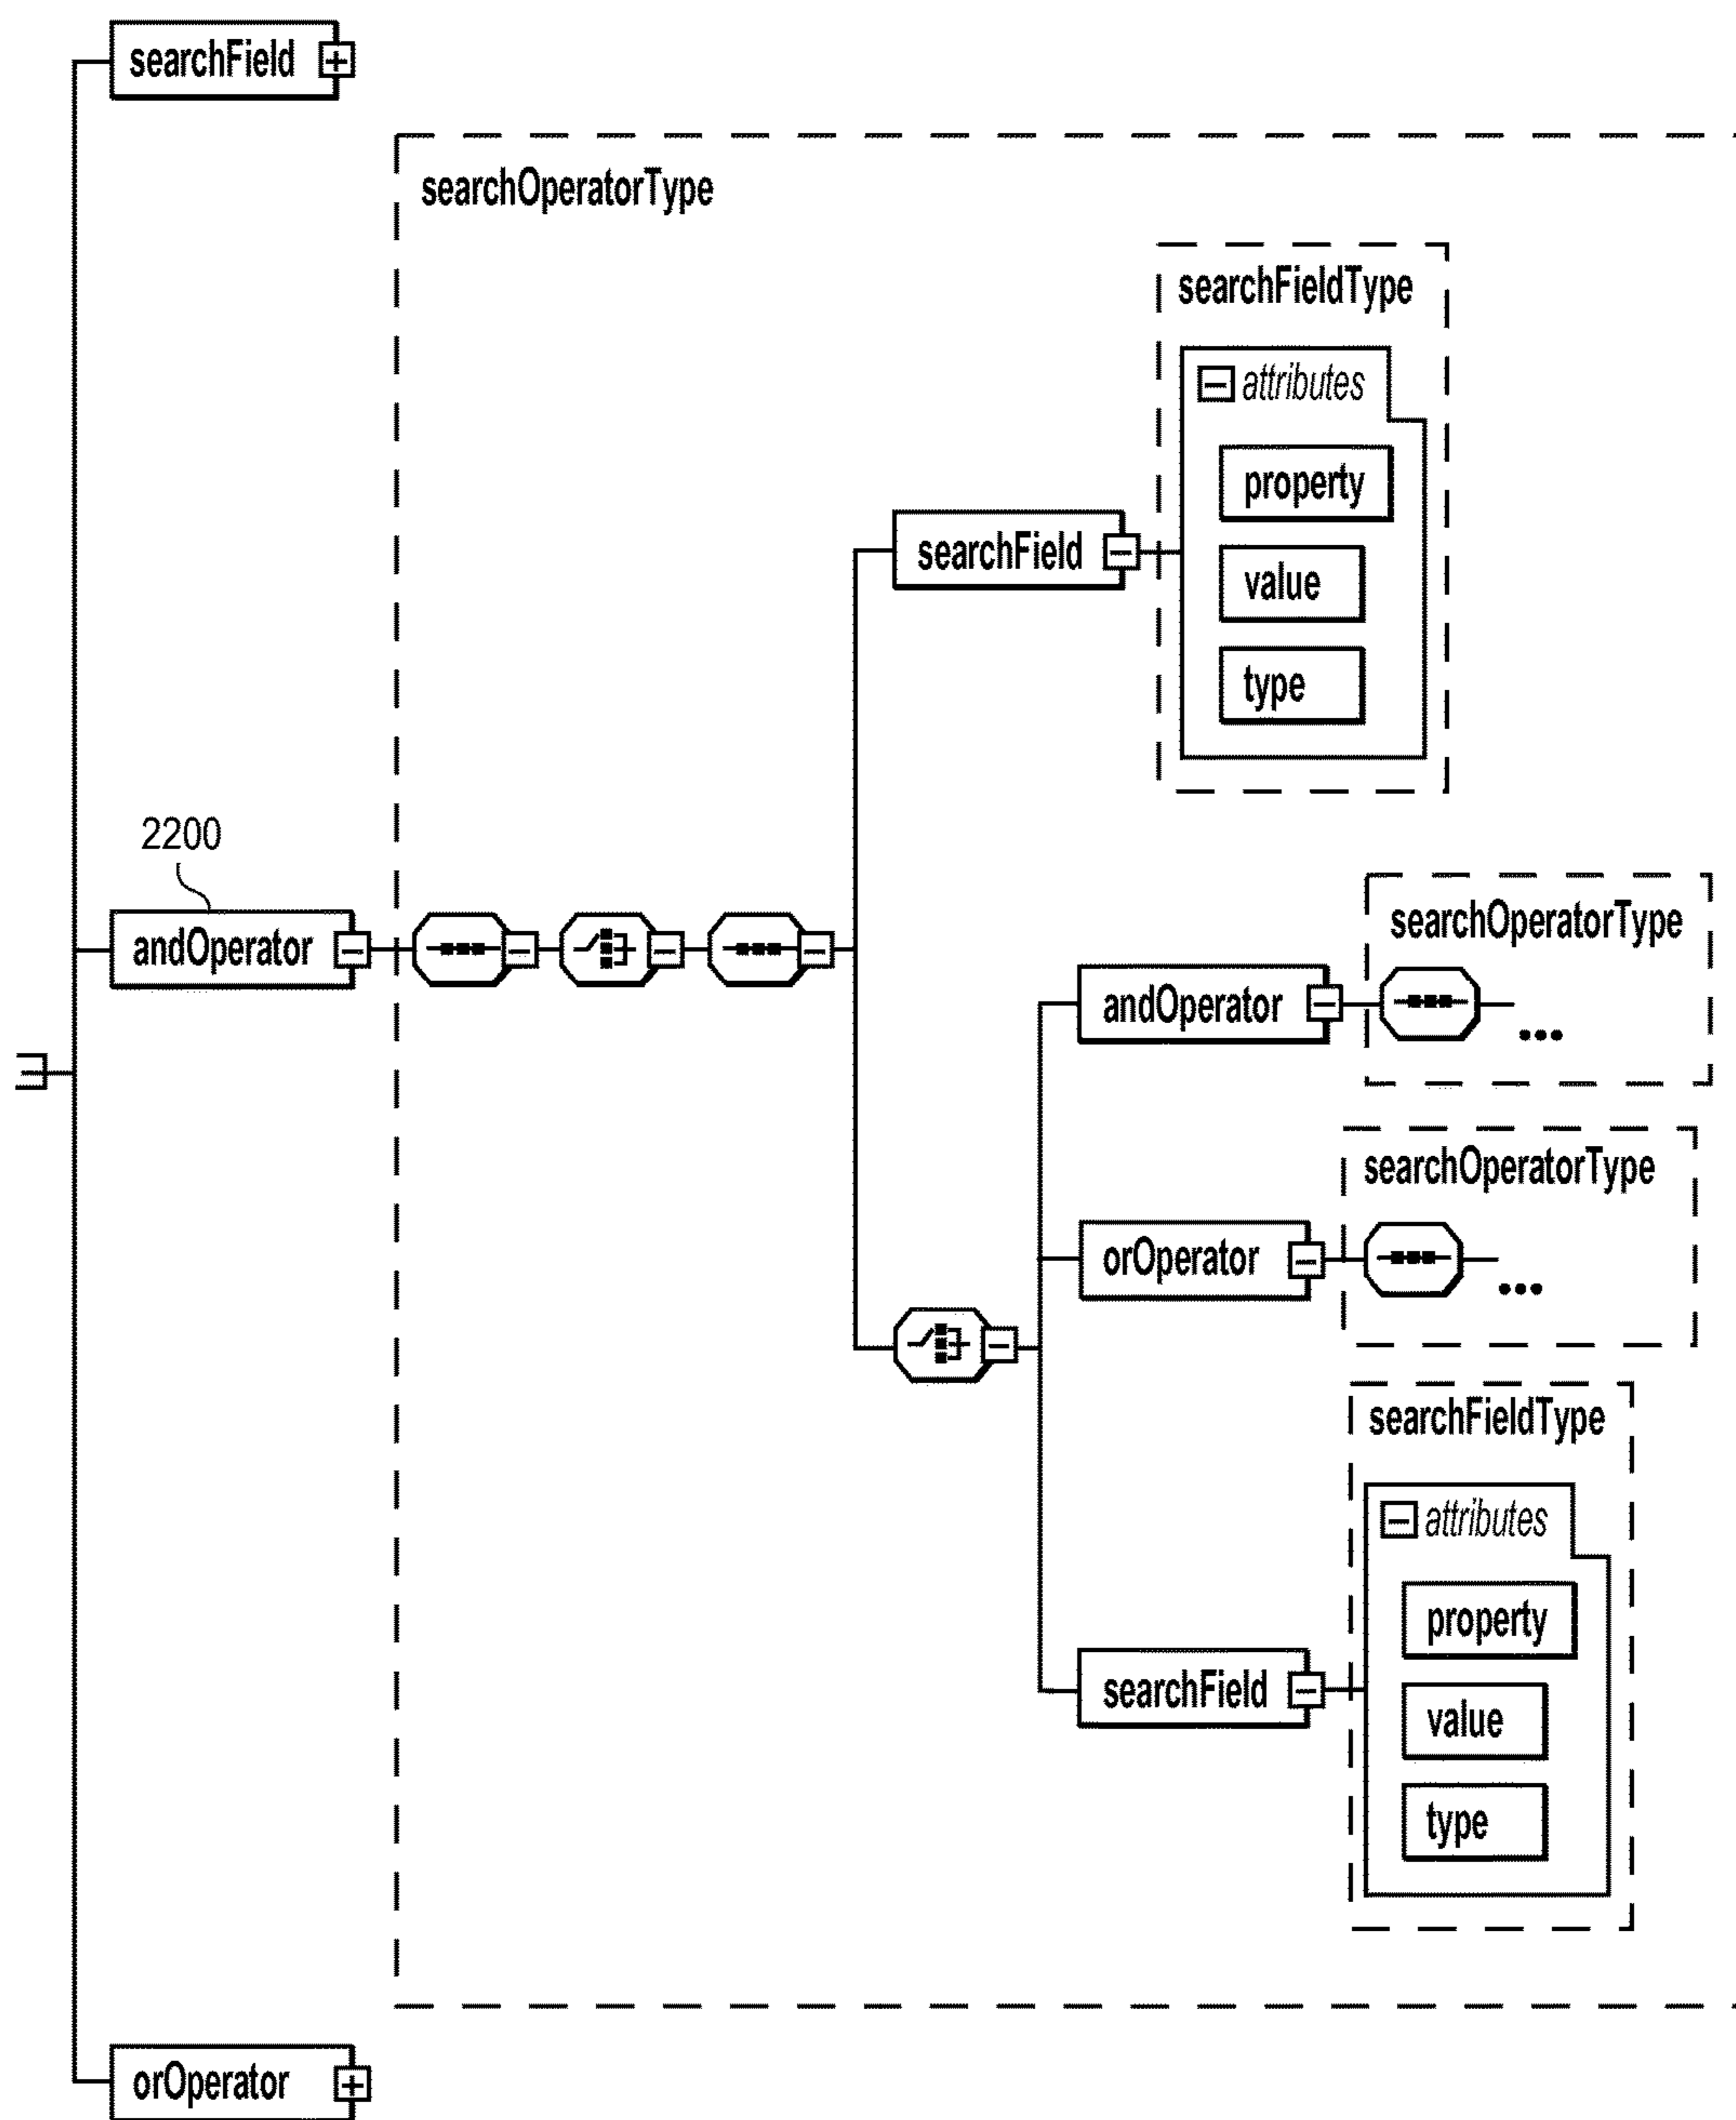 searchField
searchOperatorType
searchFieldType
attributes
property
searchField
value
type
2200
andOperator
searchOperatorType
andOperator
...
searchOperatorType
orOperator
...
searchFieldType
attributes
property
searchField
value
type
orOperator